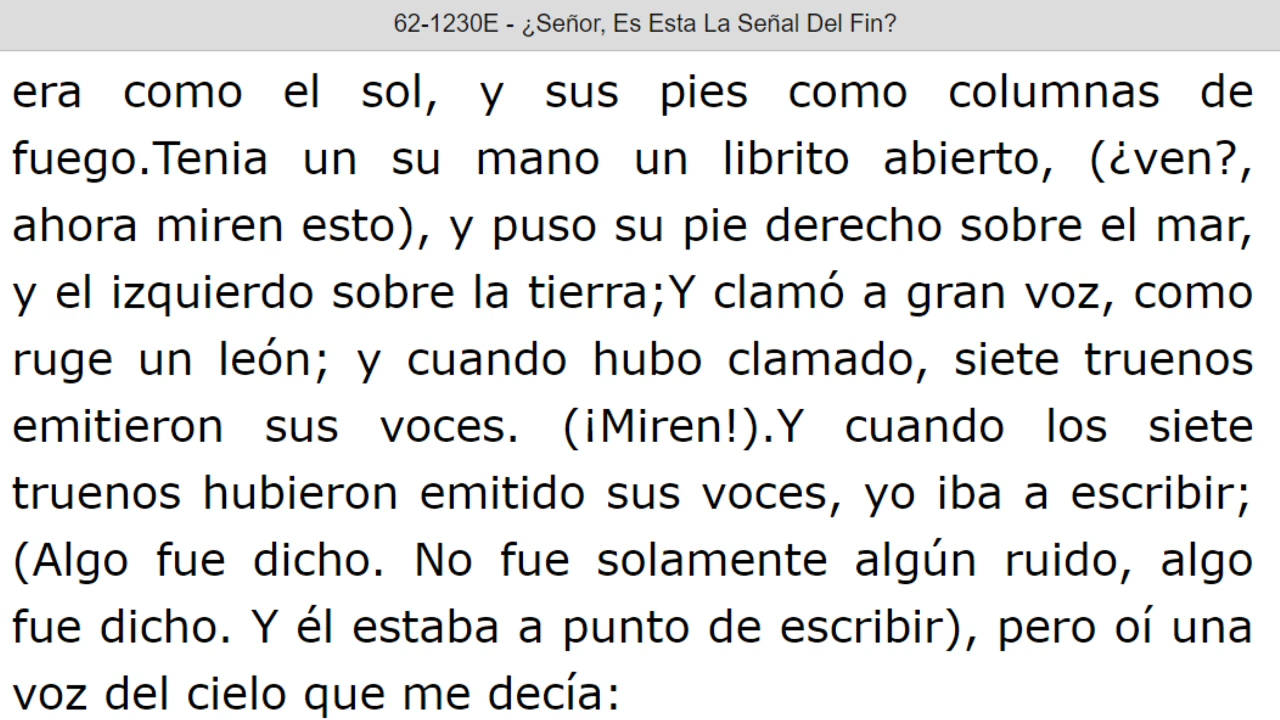 62-1230E - ¿Señor, Es Esta La Señal Del Fin?
era como el sol, y sus pies como columnas de
fuego.Tenia un su mano un librito abierto, (¿ven?,
ahora miren esto), y puso su pie derecho sobre el mar,
y el izquierdo sobre la tierra;Y clamó a gran voz, como
ruge un león; y cuando hubo clamado, siete truenos
emitieron sus voces. (¡Miren!).Y cuando los siete
truenos hubieron emitido sus voces, yo iba a escribir;
(Algo fue dicho. No fue solamente algún ruido, algo
fue dicho. Y él estaba a punto de escribir), pero oí una
voz del cielo que me decía: